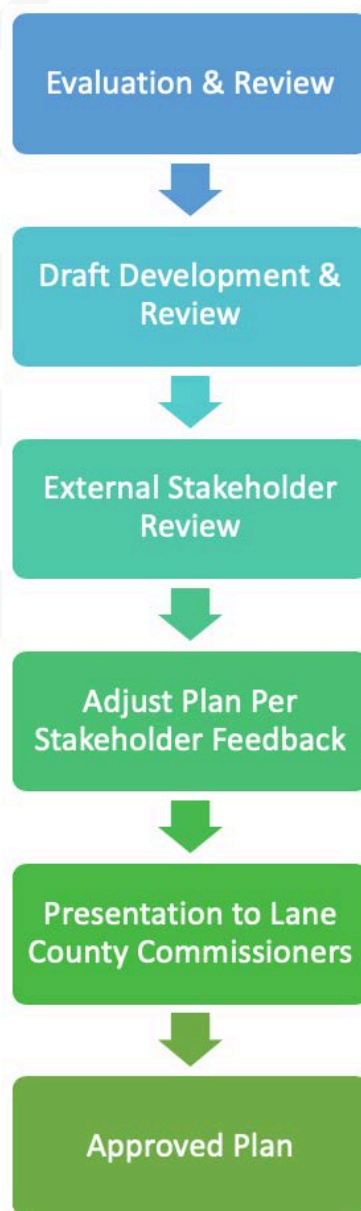 Evaluation & Review
Draft Development &
Review
External Stakeholder
Review
Adjust Plan Per
Stakeholder Feedback
Presentation to Lane
County Commissioners
Approved Plan